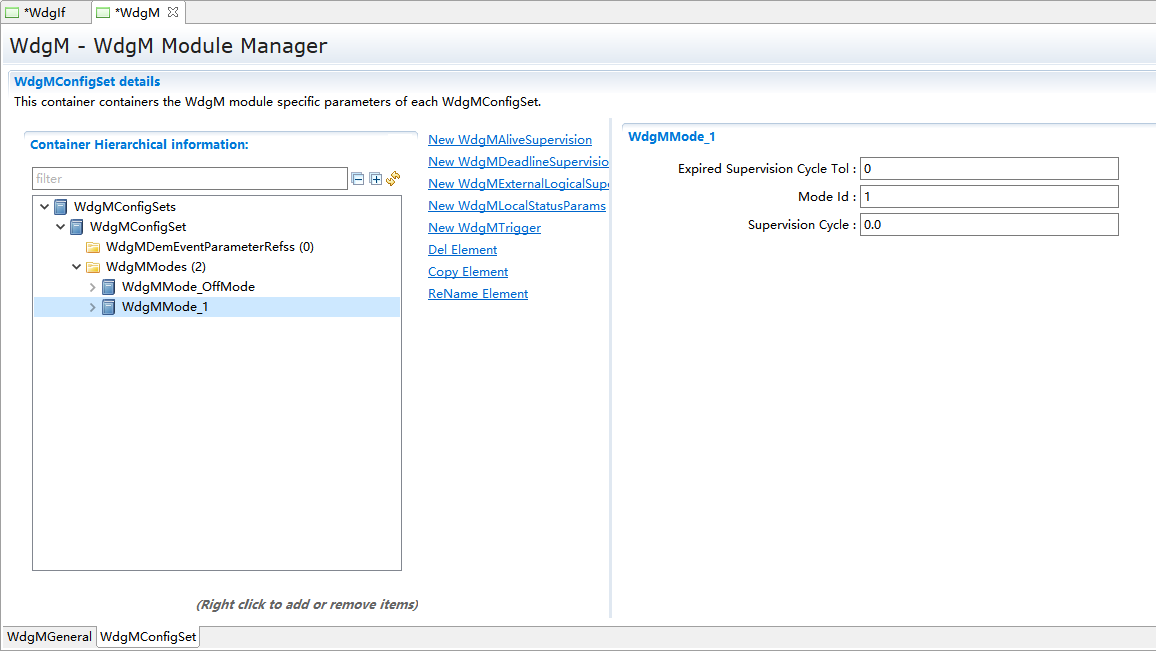 *WdgIf
*WdgM
WdgM - WdgM Module Manager
WdgMConfigSet details
This container containers the WdgM module specific parameters of each WdgMConfigSet.
Container Hierarchical information:
filter
WdgMConfigSets
WdgMConfigSet
WdgMDemEventParameterRefss (0)
WdgMModes (2)
WdgMMode_OffMode
WdgMMode_1
(Right click to add or remove items)
New WdgMAliveSupervision
New WdgMDeadlineSupervisio
New WdgMExternalLogicalSupe
New WdgMLocalStatusParams
New WdgMTrigger
Del Element
Copy Element
ReName Element
WdgMMode_1
Expired Supervision Cycle Tol : 0
Mode Id : 1
Supervision Cycle : 0.0
WdgMGeneral
WdgMConfigSet